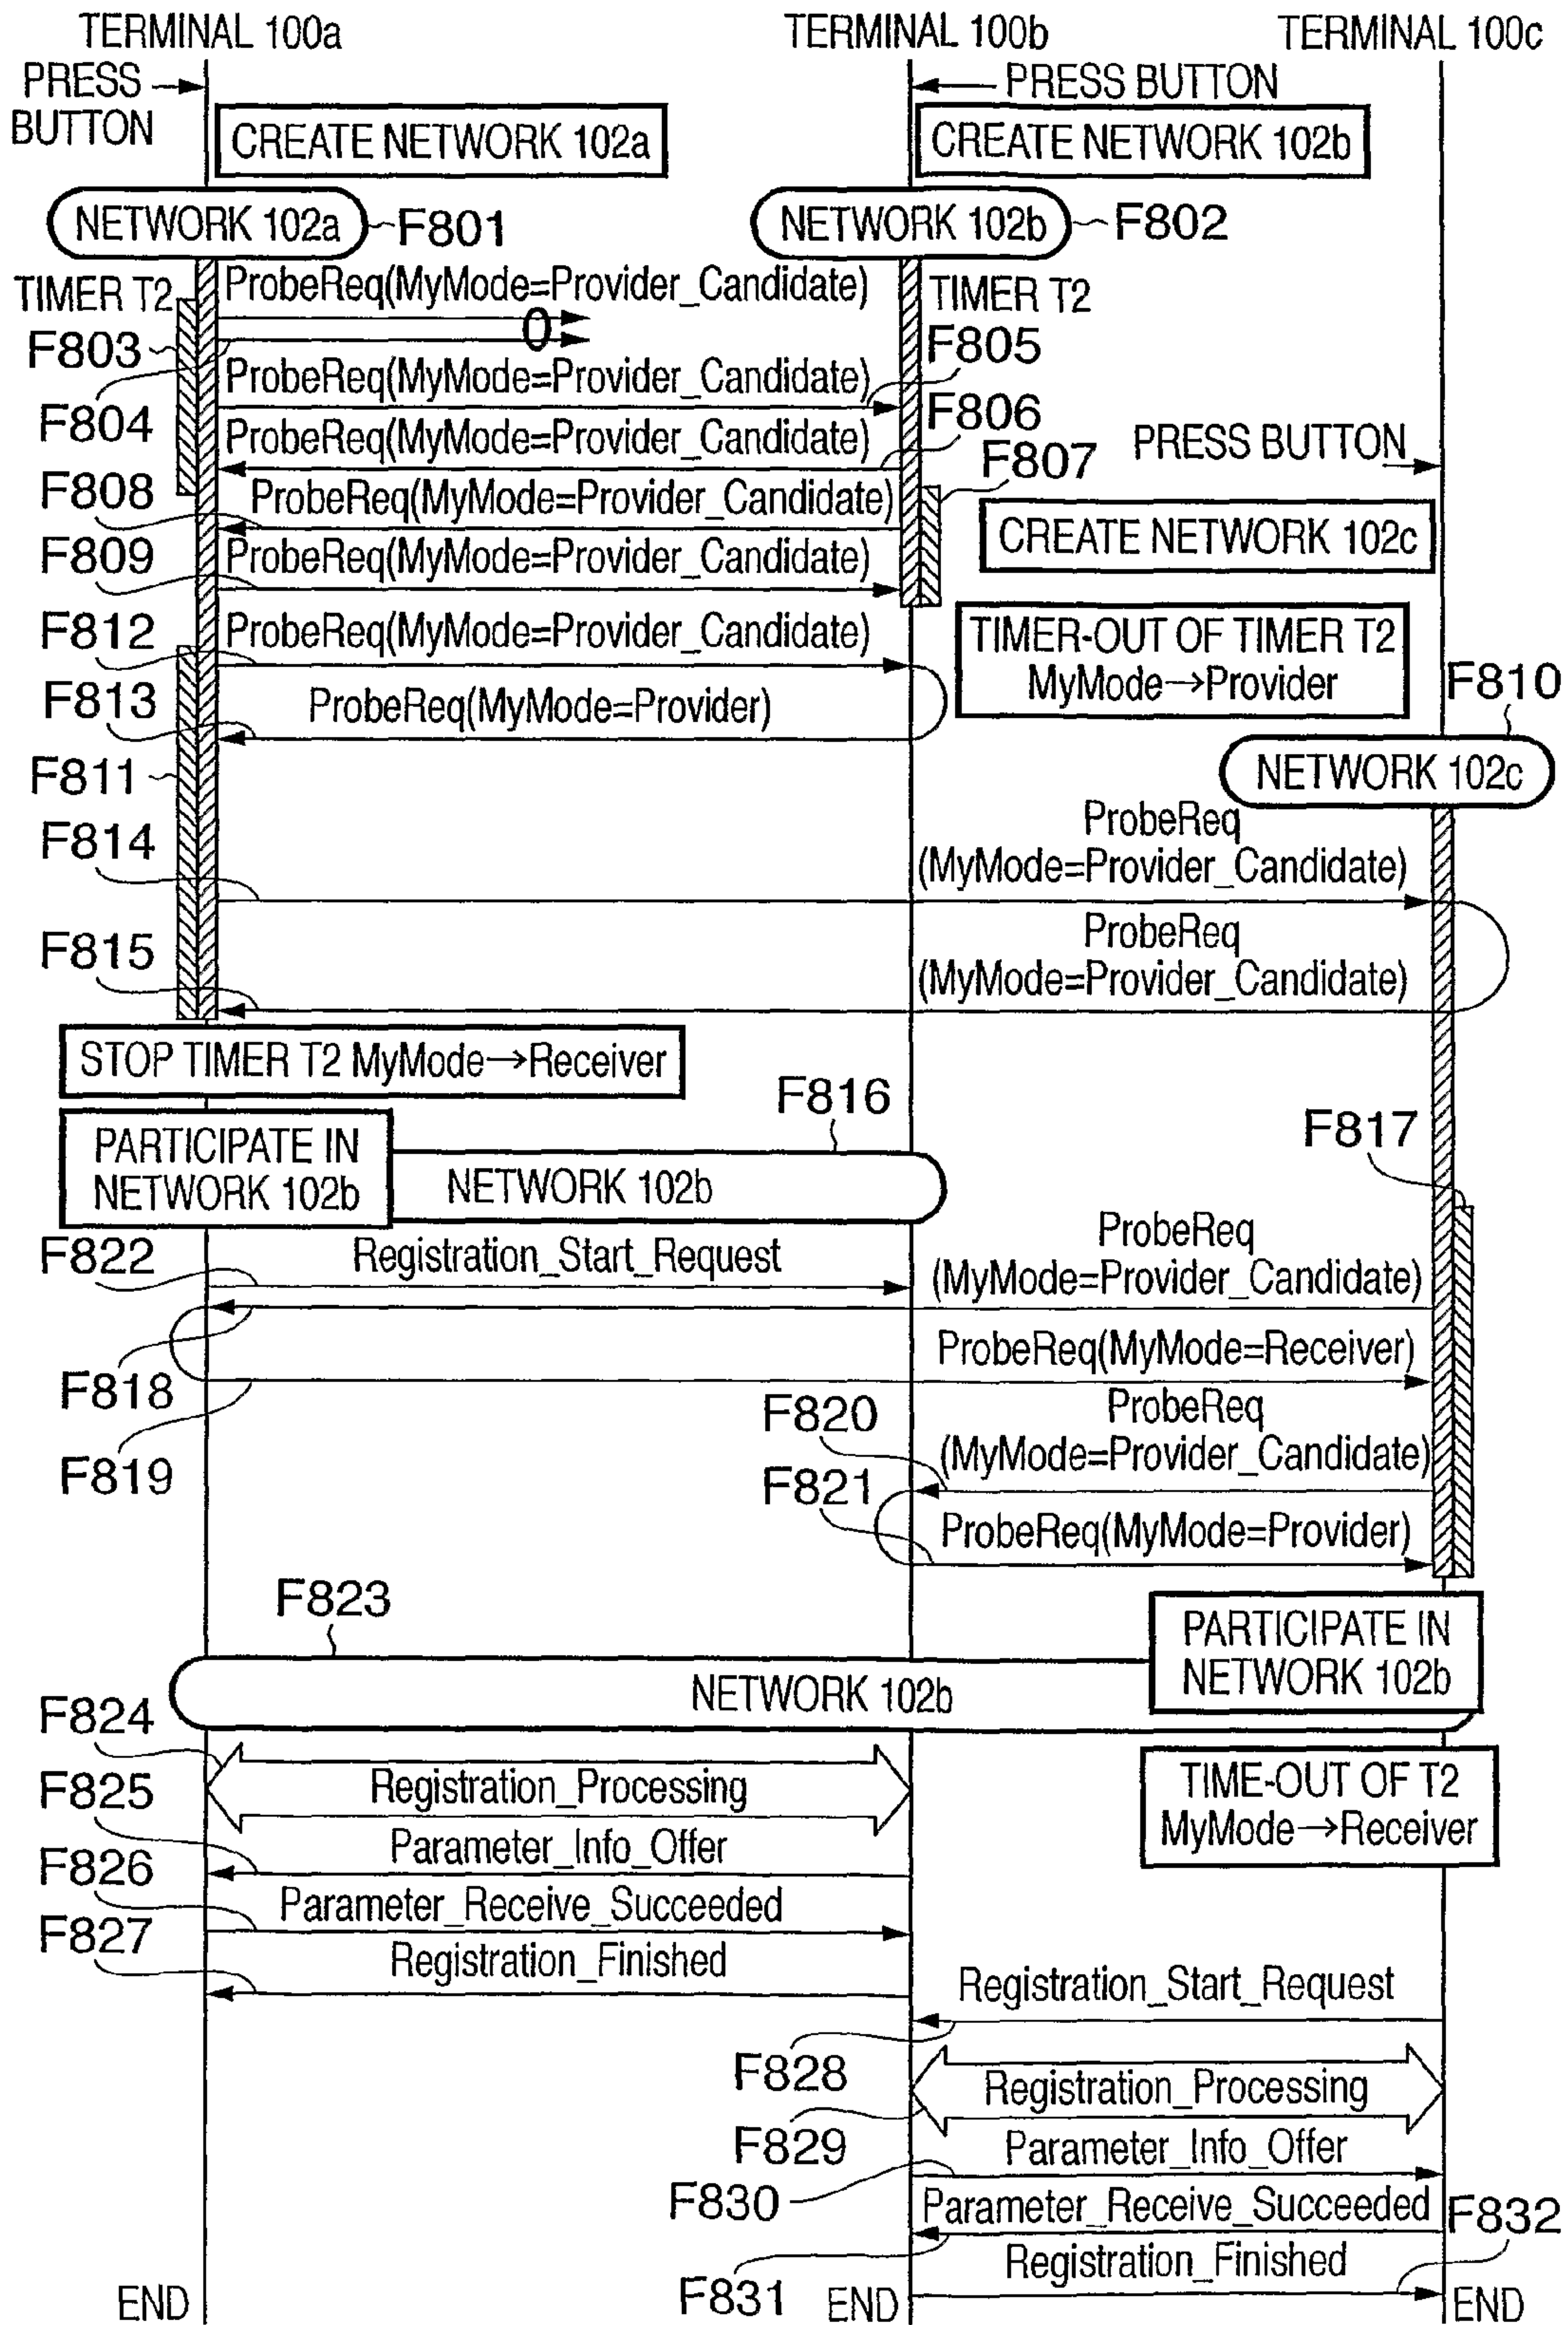 TERMINAL 100a
TERMINAL 100b
TERMINAL 100c
PRESS
BUTTON
PRESS BUTTON
CREATE NETWORK 102a
CREATE NETWORK 102b
NETWORK 102a
F801
NETWORK 102b
F802
TIMER T2
ProbeReq(MyMode=Provider_Candidate)
TIMER T2
F803
F804
ProbeReq(MyMode=Provider_Candidate)
F805
ProbeReq(MyMode=Provider_Candidate)
F806
PRESS BUTTON
F807
F808
ProbeReq(MyMode=Provider_Candidate)
CREATE NETWORK 102c
F809
ProbeReq(MyMode=Provider_Candidate)
F812
ProbeReq(MyMode=Provider_Candidate)
TIMER-OUT OF TIMER T2
MyMode→Provider
F810
F813
ProbeReq(MyMode=Provider)
F811
NETWORK 102c
F814
ProbeReq
(MyMode=Provider_Candidate)
F815
ProbeReq
(MyMode=Provider_Candidate)
STOP TIMER T2 MyMode→Receiver
F816
PARTICIPATE IN
NETWORK 102b
NETWORK 102b
F817
F822
Registration_Start_Request
ProbeReq
(MyMode=Provider_Candidate)
F818
ProbeReq(MyMode=Receiver)
F819
F820
ProbeReq
(MyMode=Provider_Candidate)
F821
ProbeReq(MyMode=Provider)
F823
PARTICIPATE IN
NETWORK 102b
NETWORK 102b
F824
Registration_Processing
TIME-OUT OF T2
MyMode→Receiver
F825
Parameter_Info_Offer
F826
Parameter_Receive_Succeeded
F827
Registration_Finished
Registration_Start_Request
F828
Registration_Processing
F829
Parameter_Info_Offer
F830
Parameter_Receive_Succeeded
F832
F831
Registration_Finished
END
END
END